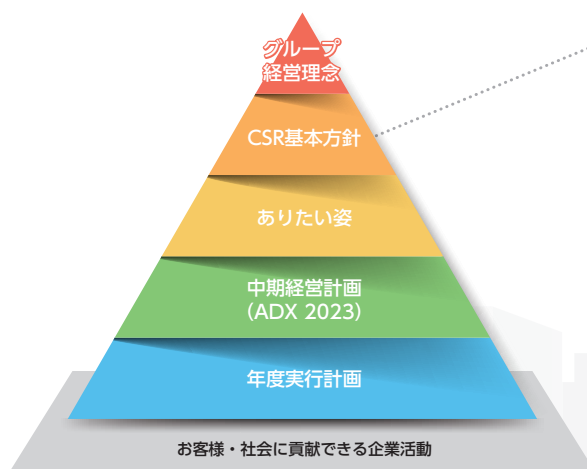 グループ
経営理念
CSR基本方針
ありたい姿
中期経営計画
(ADX 2023)
年度実行計画
お客様・社会に貢献できる企業活動